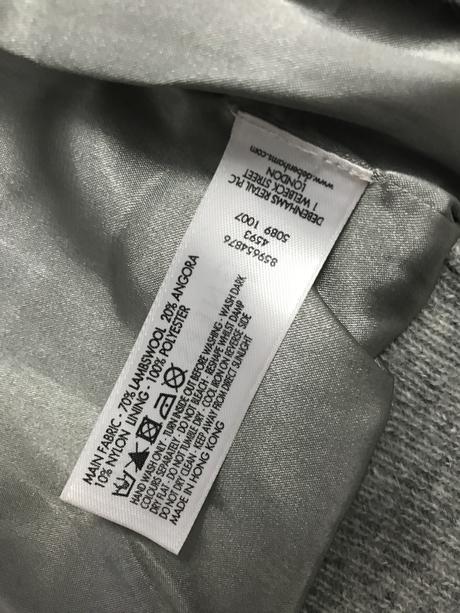 MAIN FABRIC - 70% LAMBSWOOL 20% ANGORA
10% NYLON LINING - 100% POLYESTER
HAND WASH ONLY - TURN INSIDE OUT BEFORE WASHING - WASH DARK
COLOURS SEPARATELY - DO NOT BLEACH - RESHAPE WHILST DAMP
DRY FLAT - DO NOT TUMBLE DRY - COOL IRON ON REVERSE SIDE
DO NOT DRY CLEAN - KEEP AWAY FROM DIRECT SUNLIGHT
MADE IN HONG KONG
859654876
4593
5089 1007
DEBENHAMS RETAIL PLC
1 WELBECK STREET
LONDON
www.debenhams.com